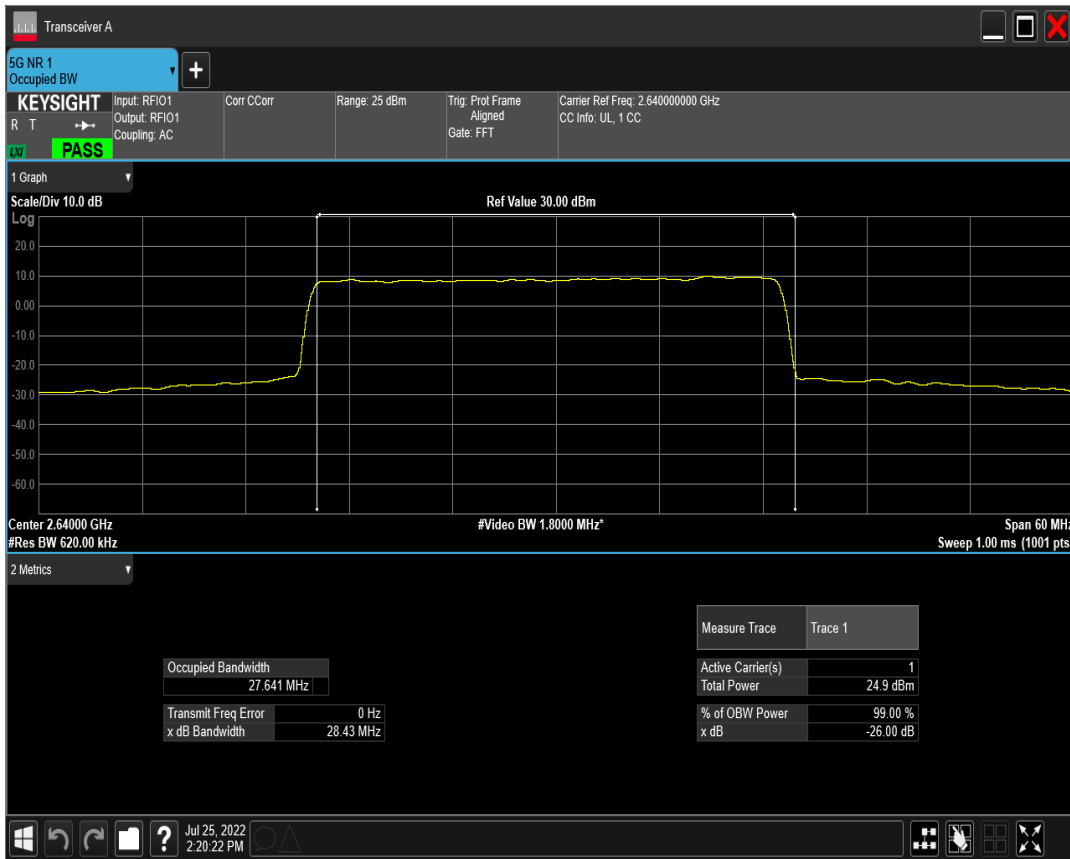 Transceiver A
5G NR 1
Occupied BW
+
KEYSIGHT
R T
LXI
PASS
Input: RFIO1
Output: RFIO1
Coupling: AC
Corr CCorr
Range: 25 dBm
Trig: Prot Frame
Aligned
Gate: FFT
Carrier Ref Freq: 2.640000000 GHz
CC Info: UL, 1 CC
1 Graph
Scale/Div 10.0 dB
Ref Value 30.00 dBm
Log
20.0
10.0
0.00
-10.0
-20.0
-30.0
-40.0
-50.0
-60.0
Center 2.64000 GHz
#Video BW 1.8000 MHz*
Span 60 MHz
#Res BW 620.00 kHz
Sweep 1.00 ms (1001 pts
2 Metrics
Measure Trace Trace 1
Occupied Bandwidth
27.641 MHz
Active Carrier(s) 1
Total Power 24.9 dBm
Transmit Freq Error 0 Hz
x dB Bandwidth 28.43 MHz
% of OBW Power 99.00 %
x dB -26.00 dB
?
Jul 25, 2022
2:20:22 PM